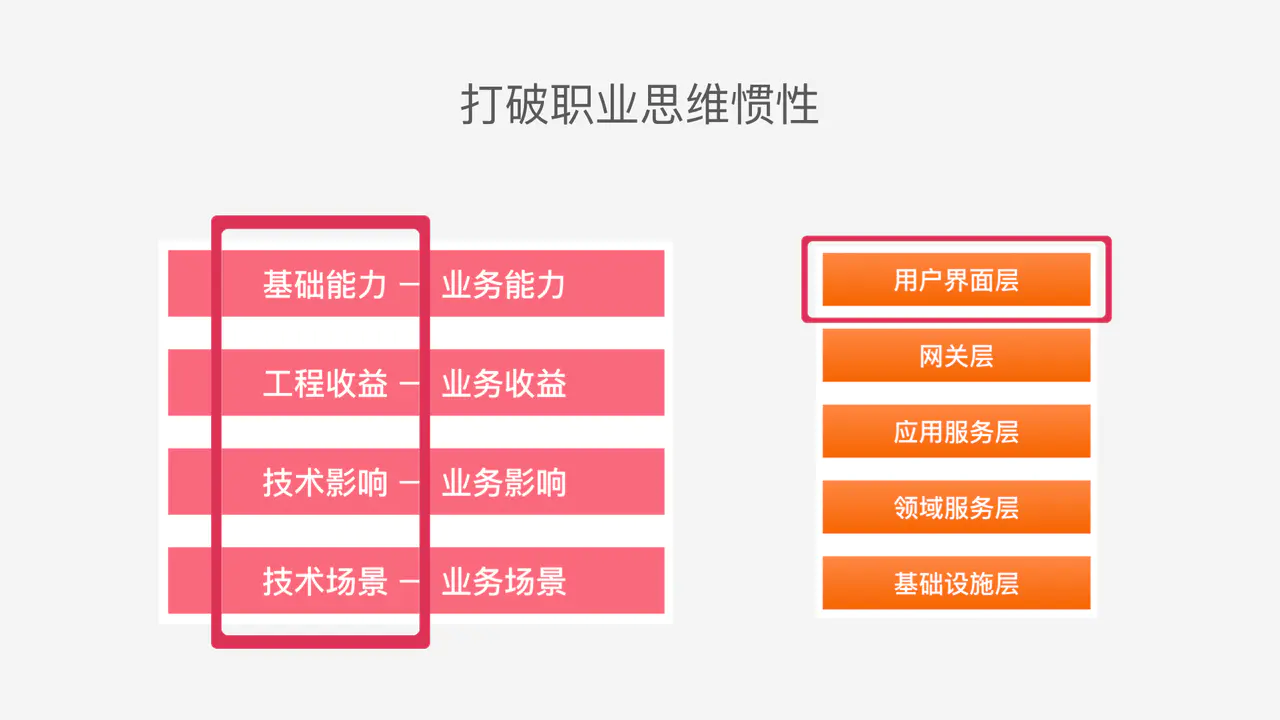 打破职业思维惯性
基础能力 — 业务能力
工程收益 — 业务收益
技术影响 — 业务影响
技术场景 — 业务场景
用户界面层
网关层
应用服务层
领域服务层
基础设施层